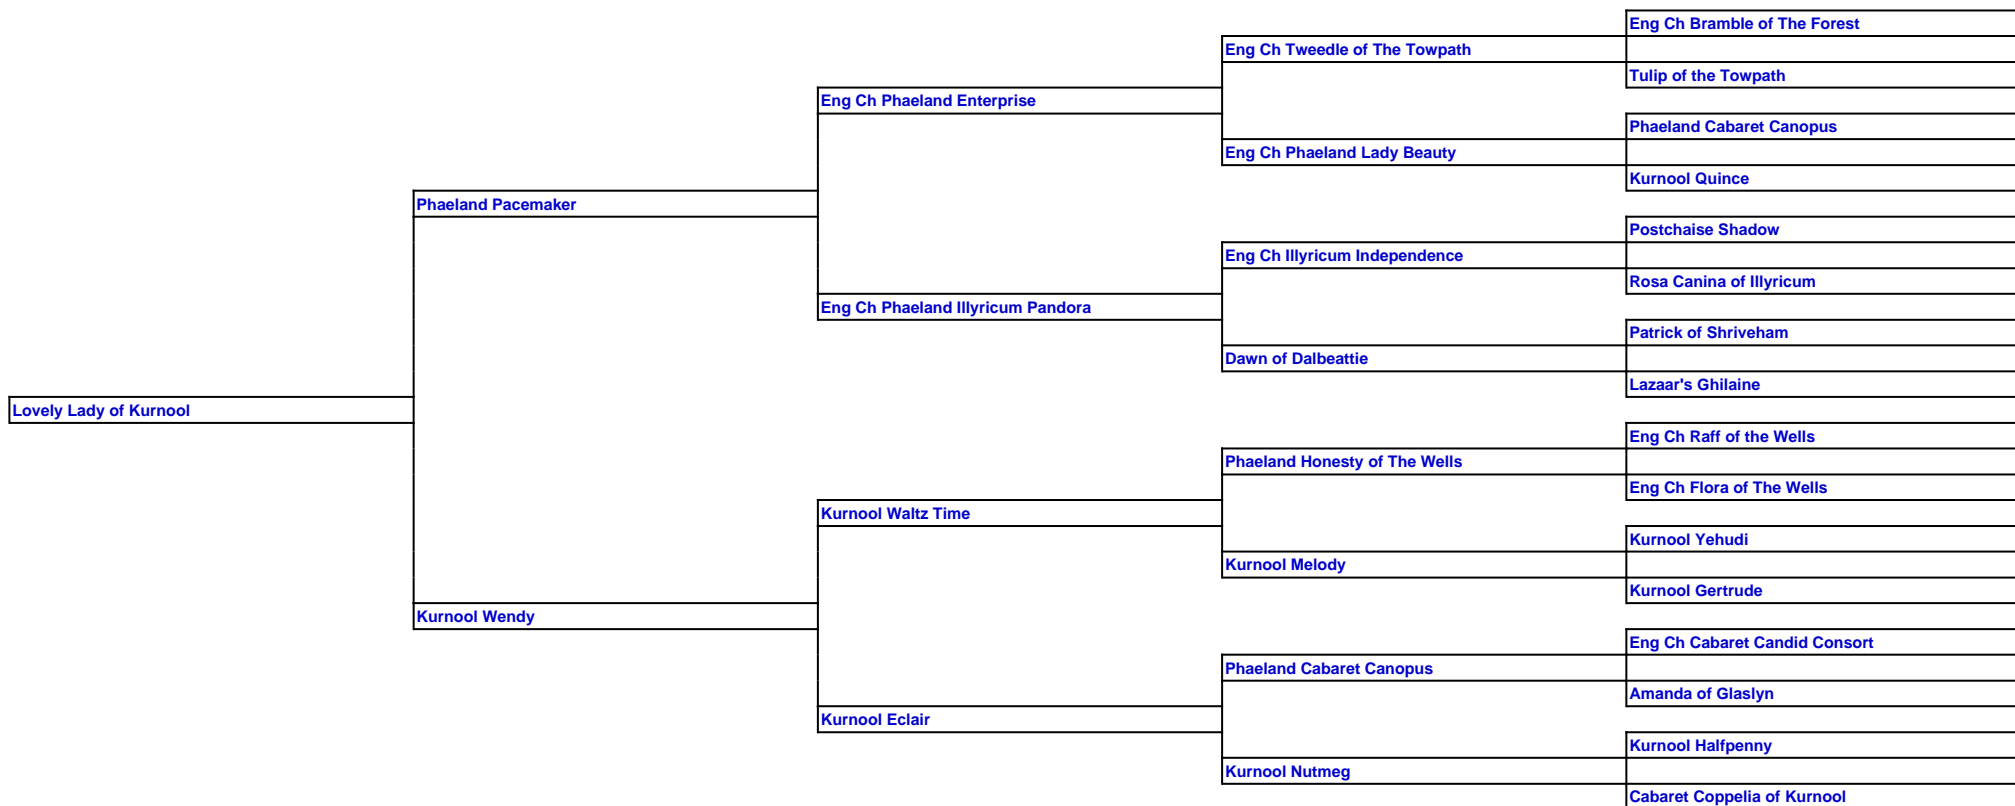 Eng Ch Bramble of The Forest
Eng Ch Tweedle of The Towpath
Tulip of the Towpath
Eng Ch Phaeland Enterprise
Phaeland Cabaret Canopus
Eng Ch Phaeland Lady Beauty
Kurnool Quince
Phaeland Pacemaker
Postchaise Shadow
Eng Ch Illyricum Independence
Rosa Canina of Illyricum
Eng Ch Phaeland Illyricum Pandora
Patrick of Shriveham
Dawn of Dalbeattie
Lazaar's Ghilaine
Lovely Lady of Kurnool
Eng Ch Raff of the Wells
Phaeland Honesty of The Wells
Eng Ch Flora of The Wells
Kurnool Waltz Time
Kurnool Yehudi
Kurnool Melody
Kurnool Gertrude
Kurnool Wendy
Eng Ch Cabaret Candid Consort
Phaeland Cabaret Canopus
Amanda of Glaslyn
Kurnool Eclair
Kurnool Halfpenny
Kurnool Nutmeg
Cabaret Coppelia of Kurnool